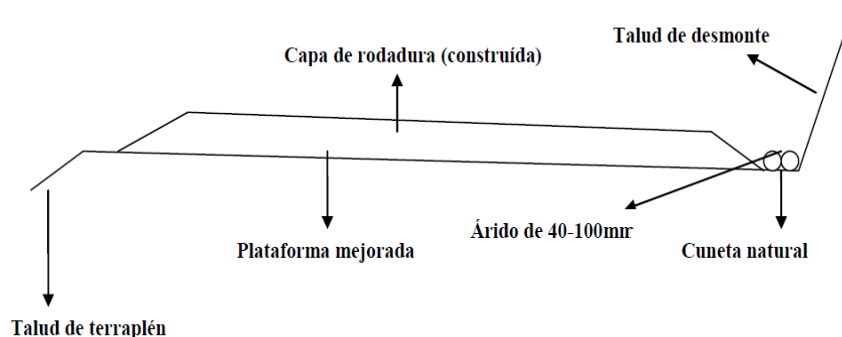 Talud de desmonte
Capa de rodadura (construída)
Árido de 40-100mm
Plataforma mejorada
Cuneta natural
Talud de terraplén